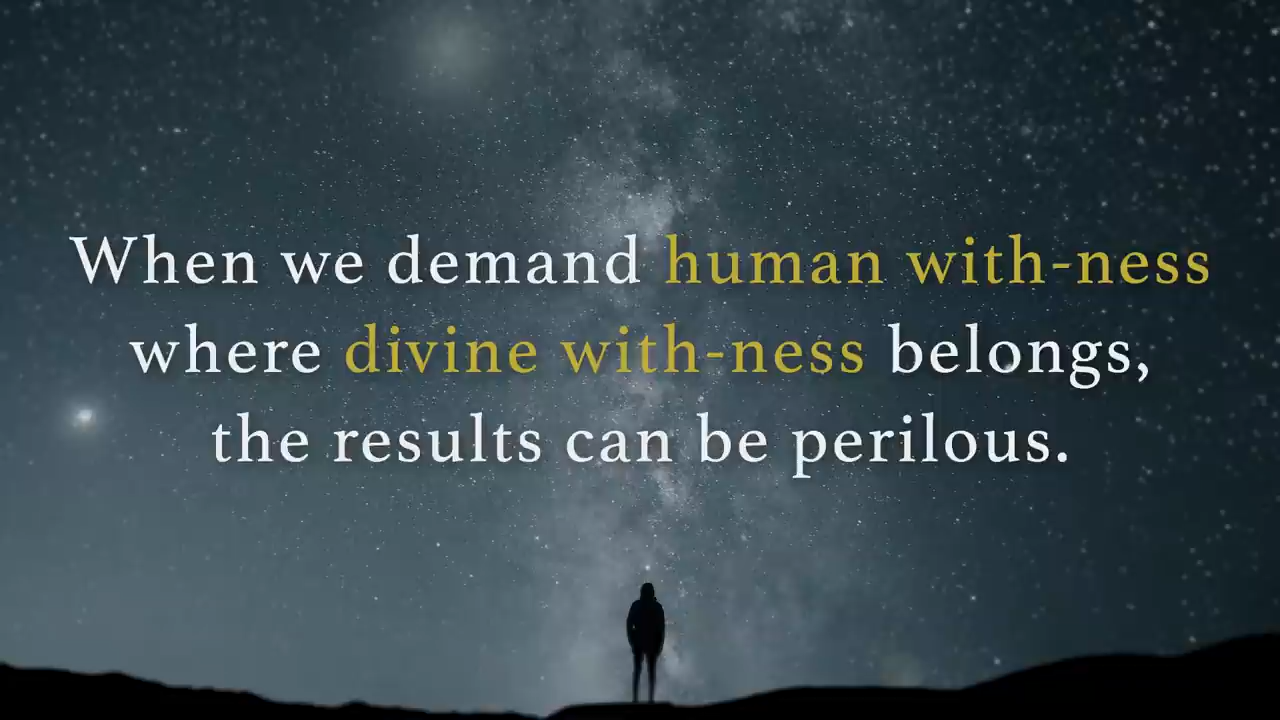 When we demand human with-ness
where divine with-ness belongs,
the results can be perilous.